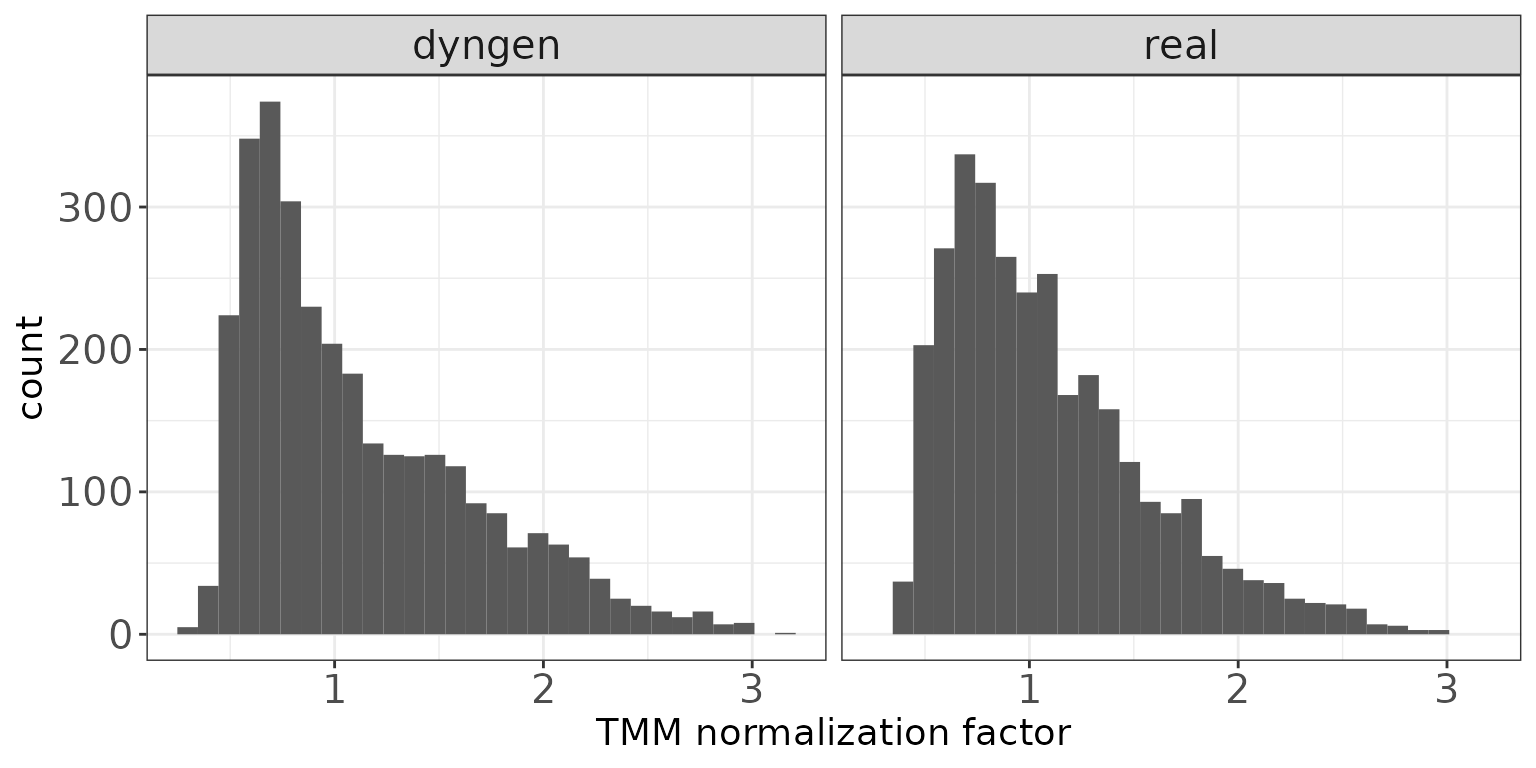 dyngen real
count
300
200
100
0
1 2 3 1 2 3
TMM normalization factor